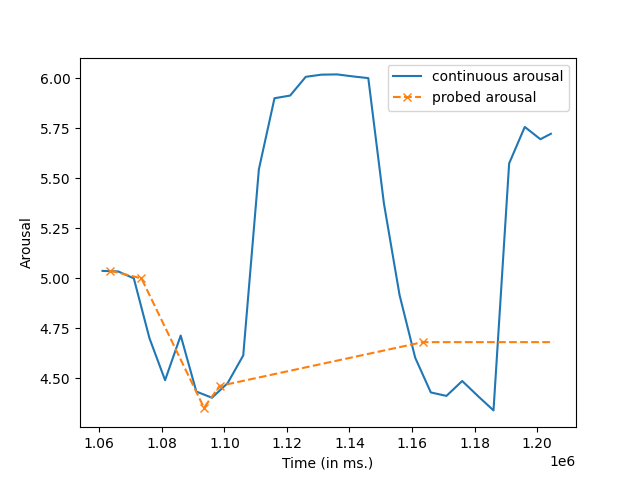 continuous arousal
probed arousal
6.00
5.75
5.50
5.25
5.00
4.75
4.50
Arousal
1.06 1.08 1.10 1.12 1.14 1.16 1.18 1.20
1e6
Time (in ms.)